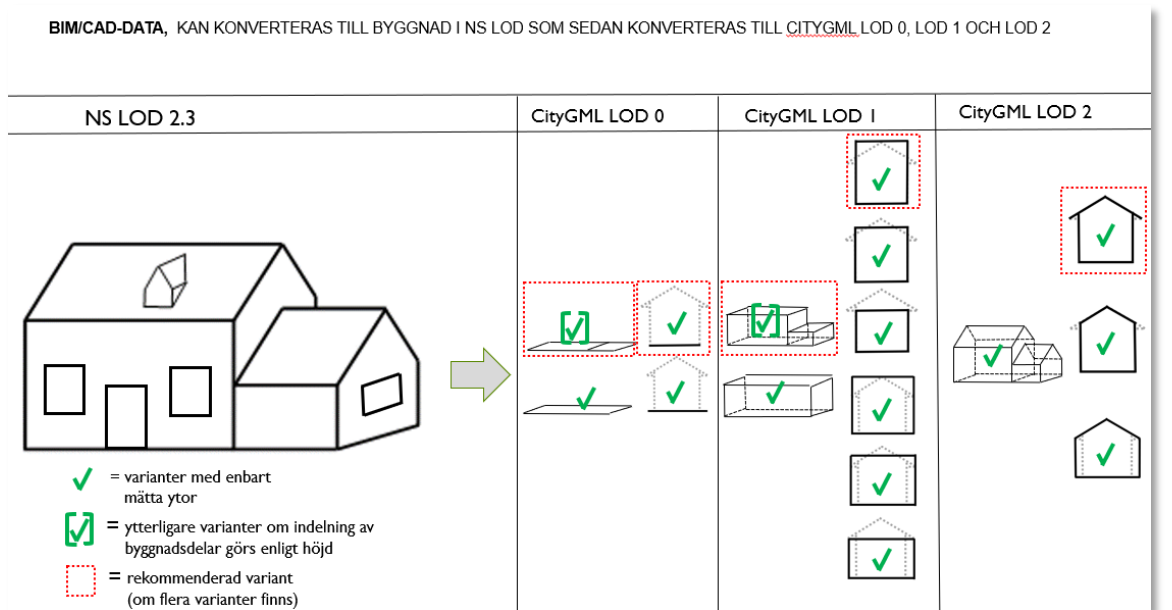 BIM/CAD-DATA, KAN KONVERTERAS TILL BYGGNAD I NS LOD SOM SEDAN KONVERTERAS TILL CITYGML LOD 0, LOD 1 OCH LOD 2
NS LOD 2.3
CityGML LOD 0
CityGML LOD 1
CityGML LOD 2
= varianter med enbart
mätta ytor
= ytterligare varianter om indelning av
byggnadsdelar görs enligt höjd
= rekommenderad variant
(om flera varianter finns)